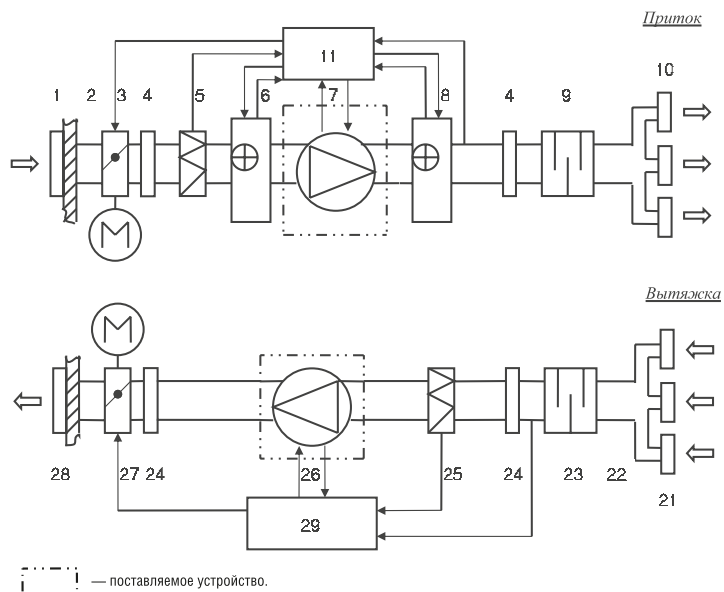 Приток
11
10
1 2 3 4 5 6 7 8 4 9
M
Вытяжка
M
28 27 24 26 25 24 23 22 21
29
— поставляемое устройство.